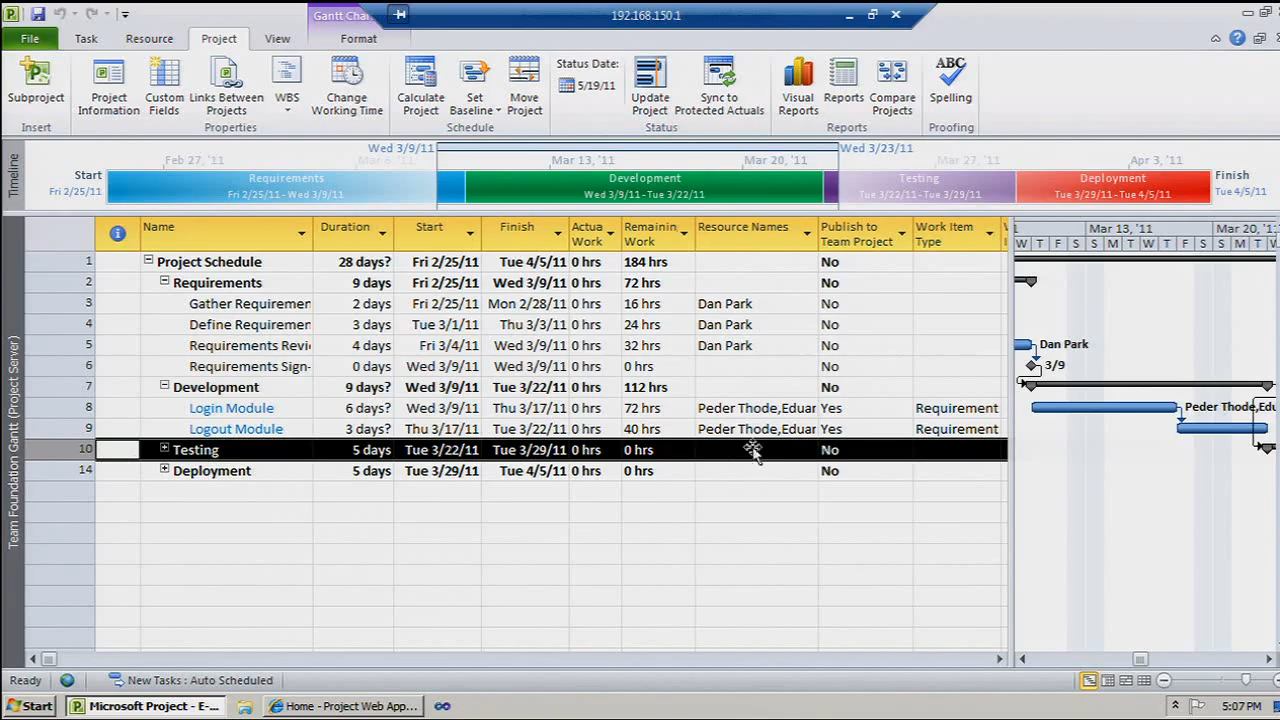 Gantt Char
192.168.150.1
File Task Resource Project View Format
Subproject
Project Information
Custom Fields
Links Between Projects
WBS
Change Working Time
Calculate Project
Set Baseline
Move Project
Status Date:
5/19/11
Update Project
Sync to Protected Actuals
Visual Reports
Reports
Compare Projects
ABC
Spelling
Insert Properties Schedule Status Reports Proofing
Timeline
Wed 3/9/11 Wed 3/23/11
Feb 27, '11 Mar 6, '11 Mar 13, '11 Mar 20, '11 Mar 27, '11 Apr 3, '11
Start Requirements Development Testing Deployment Finish
Fri 2/25/11 Fri 2/25/11 - Wed 3/9/11 Wed 3/9/11 - Tue 3/22/11 Tue 3/22/11 - Tue 3/29/11 Tue 3/29/11 - Tue 4/5/11 Tue 4/5/11
Team Foundation Gantt (Project Server)
Name Duration Start Finish Actua Work Remainin Work Resource Names Publish to Team Project Work Item Type
1 Mar 13, '11 Mar 20, '11
W T F S S M T W T F S S M T W
1 Project Schedule 28 days? Fri 2/25/11 Tue 4/5/11 0 hrs 184 hrs No
2 Requirements 9 days Fri 2/25/11 Wed 3/9/11 0 hrs 72 hrs No
3 Gather Requiremen 2 days Fri 2/25/11 Mon 2/28/11 0 hrs 16 hrs Dan Park No
4 Define Requiremen 3 days Tue 3/1/11 Thu 3/3/11 0 hrs 24 hrs Dan Park No
5 Requirements Revi 4 days Fri 3/4/11 Wed 3/9/11 0 hrs 32 hrs Dan Park No Dan Park
6 Requirements Sign- 0 days Wed 3/9/11 Wed 3/9/11 0 hrs 0 hrs No 3/9
7 Development 9 days? Wed 3/9/11 Tue 3/22/11 0 hrs 112 hrs No
8 Login Module 6 days? Wed 3/9/11 Thu 3/17/11 0 hrs 72 hrs Peder Thode,Eduar Yes Requirement Peder Thode,Edu
9 Logout Module 3 days? Thu 3/17/11 Tue 3/22/11 0 hrs 40 hrs Peder Thode,Eduar Yes Requirement
10 Testing 5 days Tue 3/22/11 Tue 3/29/11 0 hrs 0 hrs No
14 Deployment 5 days Tue 3/29/11 Tue 4/5/11 0 hrs 0 hrs No
Ready New Tasks : Auto Scheduled
Start Microsoft Project - E-... Home - Project Web App... 5:07 PM